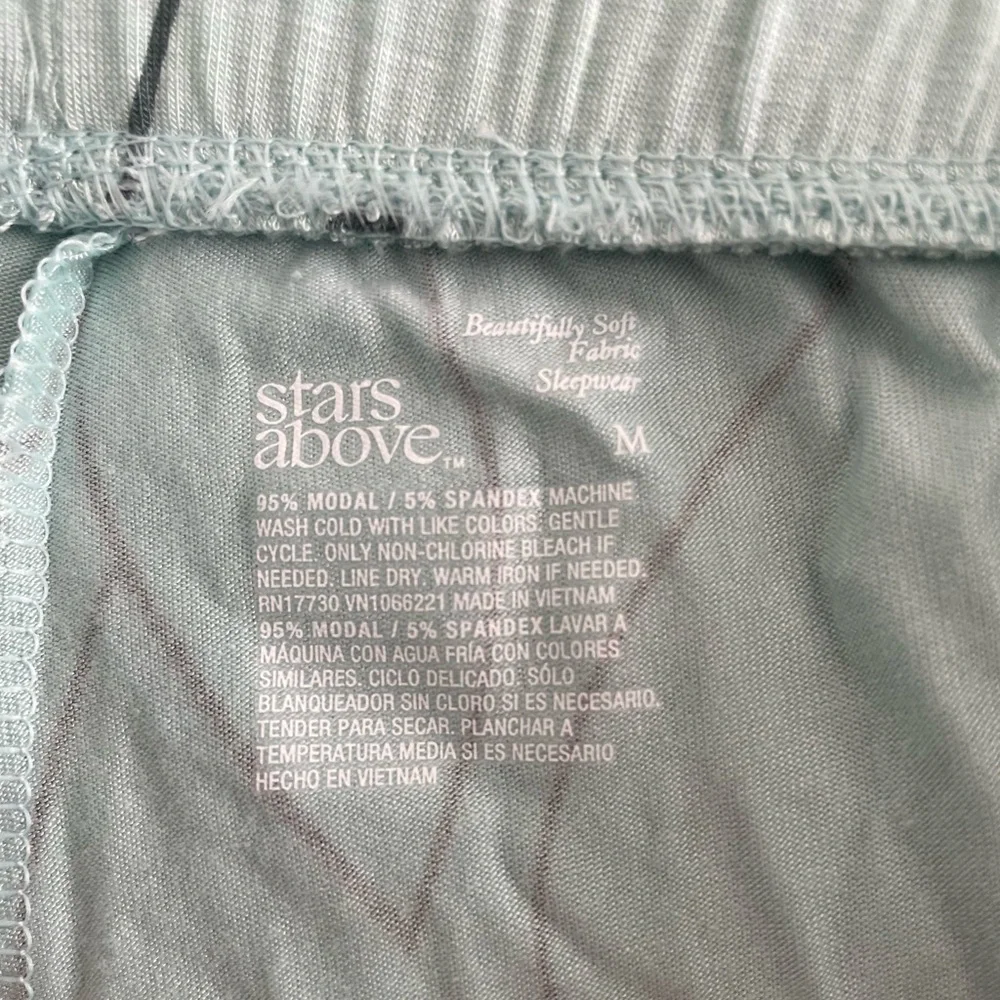 Beautifully Soft
Fabric
Sleepwear
stars
above™
M
95% MODAL / 5% SPANDEX MACHINE
WASH COLD WITH LIKE COLORS. GENTLE
CYCLE. ONLY NON-CHLORINE BLEACH IF
NEEDED. LINE DRY. WARM IRON IF NEEDED.
RN17730 VN1066221 MADE IN VIETNAM
95% MODAL / 5% SPANDEX LAVAR A
MÁQUINA CON AGUA FRÍA CON COLORES
SIMILARES. CICLO DELICADO. SÓLO
BLANQUEADOR SIN CLORO SI ES NECESARIO.
TENDER PARA SECAR. PLANCHAR A
TEMPERATURA MEDIA SI ES NECESARIO
HECHO EN VIETNAM